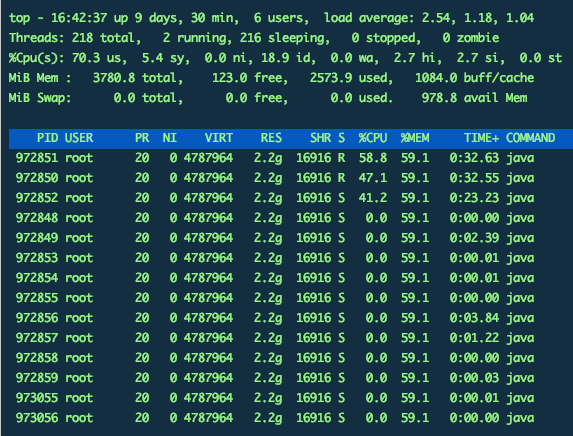 top - 16:42:37 up 9 days, 30 min,  6 users,  load average: 2.54, 1.18, 1.04
Threads: 218 total,   2 running, 216 sleeping,   0 stopped,   0 zombie
%Cpu(s): 70.3 us,  5.4 sy,  0.0 ni, 18.9 id,  0.0 wa,  2.7 hi,  2.7 si,  0.0 st
MiB Mem :   3780.8 total,    123.0 free,   2573.9 used,   1084.0 buff/cache
MiB Swap:      0.0 total,      0.0 free,      0.0 used.    978.8 avail Mem
PID USER      PR  NI    VIRT    RES    SHR S  %CPU  %MEM     TIME+ COMMAND
972851 root      20   0 4787964   2.2g  16916 R  58.8  59.1   0:32.63 java
972850 root      20   0 4787964   2.2g  16916 R  47.1  59.1   0:32.55 java
972852 root      20   0 4787964   2.2g  16916 S  41.2  59.1   0:23.23 java
972848 root      20   0 4787964   2.2g  16916 S   0.0  59.1   0:00.00 java
972849 root      20   0 4787964   2.2g  16916 S   0.0  59.1   0:02.39 java
972853 root      20   0 4787964   2.2g  16916 S   0.0  59.1   0:00.01 java
972854 root      20   0 4787964   2.2g  16916 S   0.0  59.1   0:00.01 java
972855 root      20   0 4787964   2.2g  16916 S   0.0  59.1   0:00.00 java
972856 root      20   0 4787964   2.2g  16916 S   0.0  59.1   0:03.84 java
972857 root      20   0 4787964   2.2g  16916 S   0.0  59.1   0:01.22 java
972858 root      20   0 4787964   2.2g  16916 S   0.0  59.1   0:00.00 java
972859 root      20   0 4787964   2.2g  16916 S   0.0  59.1   0:00.03 java
973055 root      20   0 4787964   2.2g  16916 S   0.0  59.1   0:00.01 java
973056 root      20   0 4787964   2.2g  16916 S   0.0  59.1   0:00.00 java